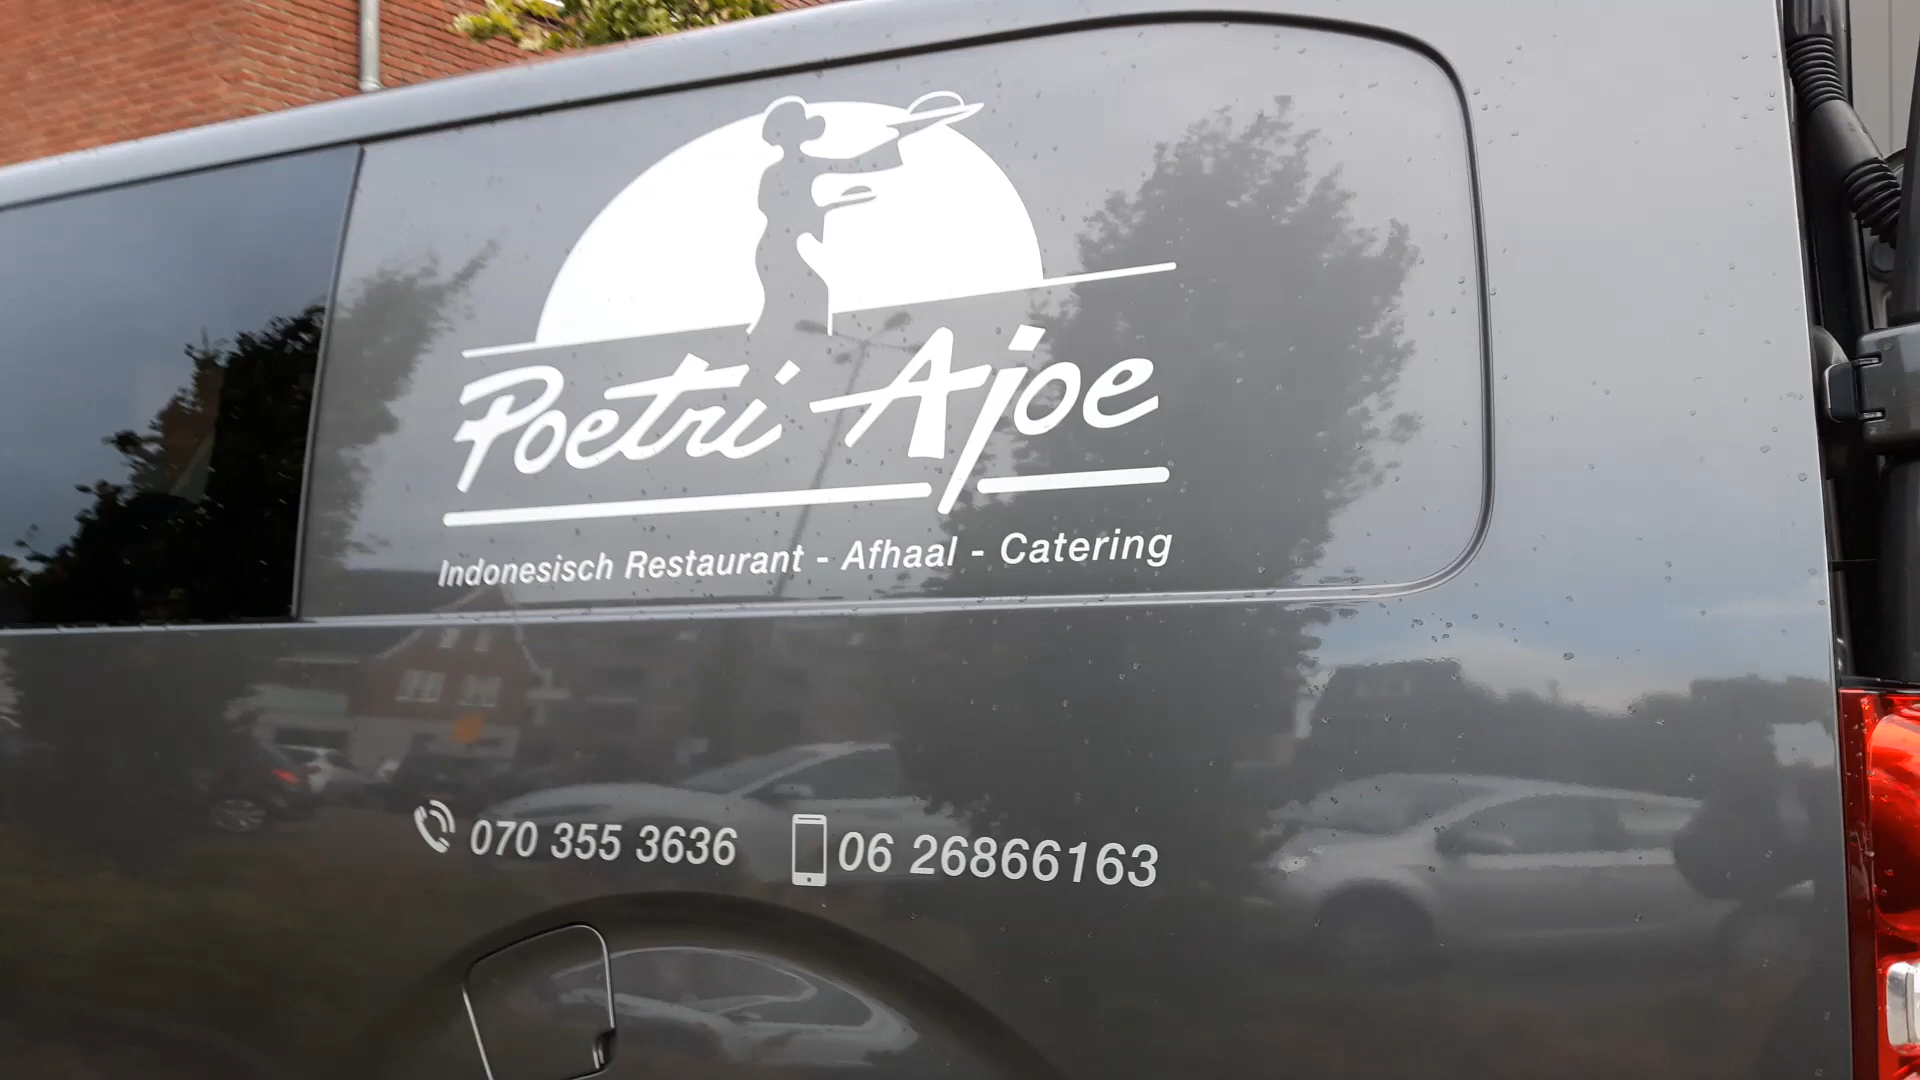 Poetri Ajoe
Indonesisch Restaurant - Afhaal - Catering
070 355 3636 06 26866163